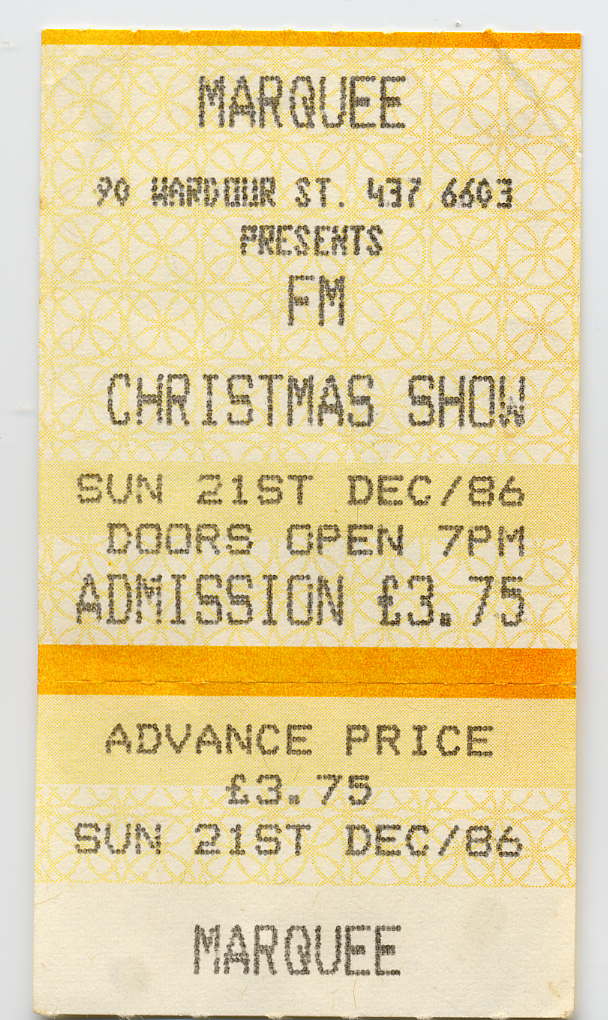 MARQUEE
90 WARDOUR ST. 437 6603
PRESENTS
FM
CHRISTMAS SHOW
SUN 21ST DEC/86
DOORS OPEN 7PM
ADMISSION £3.75
ADVANCE PRICE
£3.75
SUN 21ST DEC/86
MARQUEE